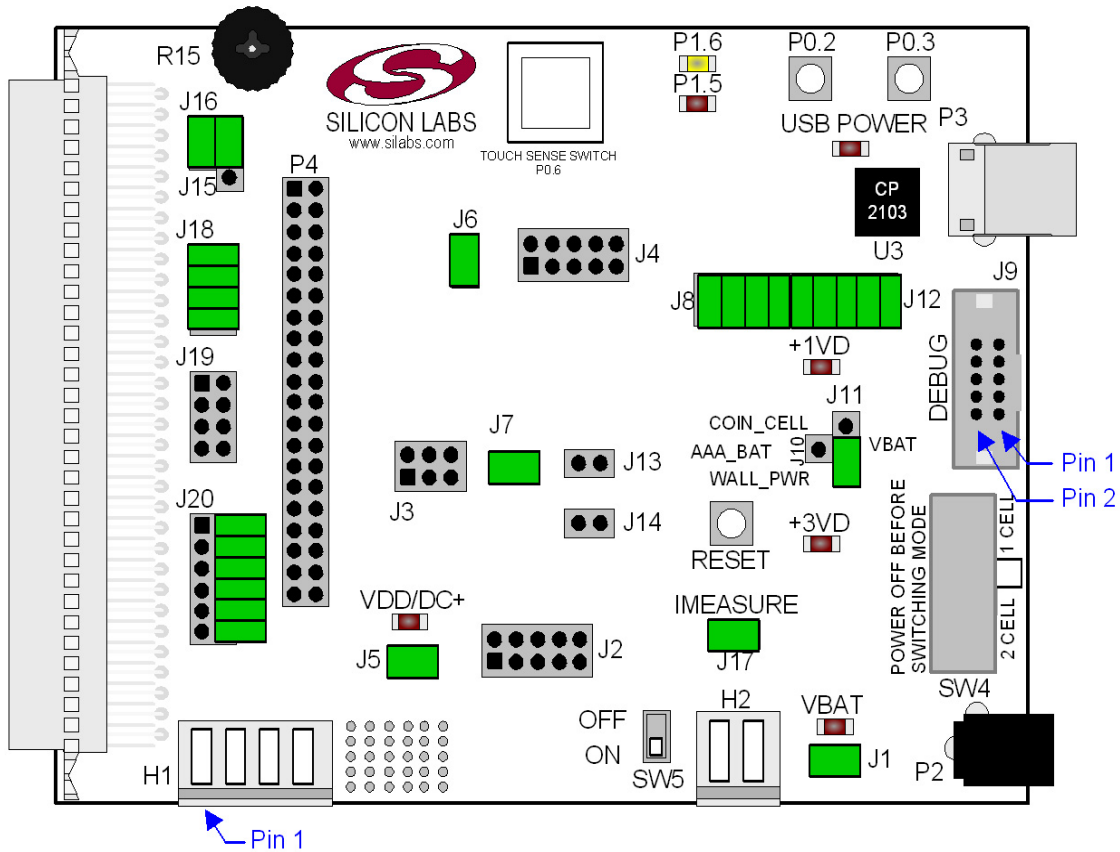 R15
P1.6
P0.2
P0.3
P1.5
SILICON LABS
www.silabs.com
TOUCH SENSE SWITCH
P0.6
USB POWER
P3
J16
J15
P4
CP
2103
U3
J18
J6
J4
J8
J12
J9
+1VD
DEBUG
J19
J11
COIN_CELL
AAA_BAT
J10
VBAT
WALL_PWR
J7
J13
Pin 1
Pin 2
J3
J14
J20
RESET
+3VD
POWER OFF BEFORE
SWITCHING MODE
2 CELL
1 CELL
VDD/DC+
IMEASURE
J5
J2
J17
SW4
H2
VBAT
OFF
ON
SW5
J1
P2
H1
Pin 1